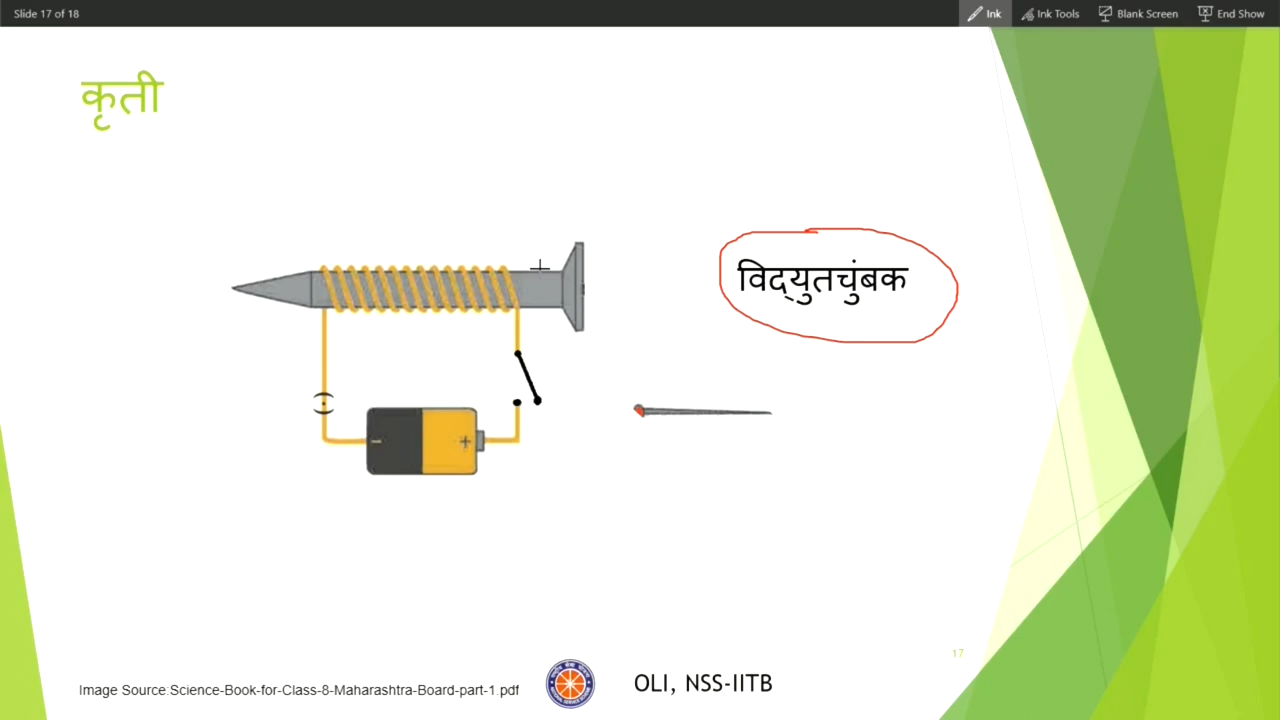 Slide 17 of 18
Ink
Ink Tools
Blank Screen
End Show
कृती
विद्युतचुंबक
17
Image Source:Science-Book-for-Class-8-Maharashtra-Board-part-1.pdf
OLI, NSS-IITB